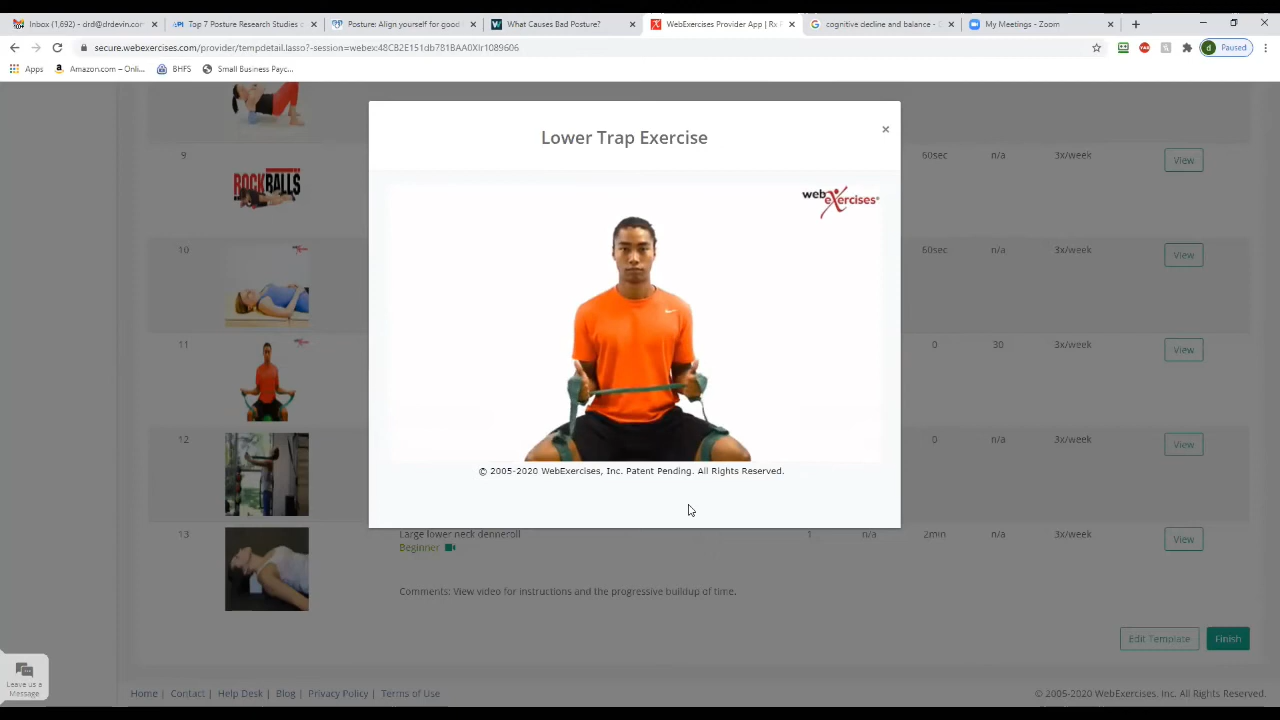 Inbox (1,692) - drdr@drdevin.com
Top 7 Posture Research Studies c
Posture: Align yourself for good
What Causes Bad Posture?
WebExercises Provider App | Rx F
cognitive decline and balance -
My Meetings - Zoom
secure.webexercises.com/provider/tempdetail.lasso?-session=webex:48CB2E151db781BAA0XIr1089606
Paused
Apps
Amazon.com – Onli...
BHFS
Small Business Payc...
Lower Trap Exercise
×
webexercises®
© 2005-2020 WebExercises, Inc. Patent Pending. All Rights Reserved.
9
ROCKBALLS
60sec
n/a
3x/week
View
10
60sec
n/a
3x/week
View
11
0
30
3x/week
View
12
0
3x/week
View
13
Large lower neck denneroll
Beginner
1
n/a
2min
n/a
3x/week
View
Comments: View video for instructions and the progressive buildup of time.
Edit Template
Finish
Leave us a
Message
Home | Contact | Help Desk | Blog | Privacy Policy | Terms of Use
© 2005-2020 WebExercises, Inc. All Rights Reserved.